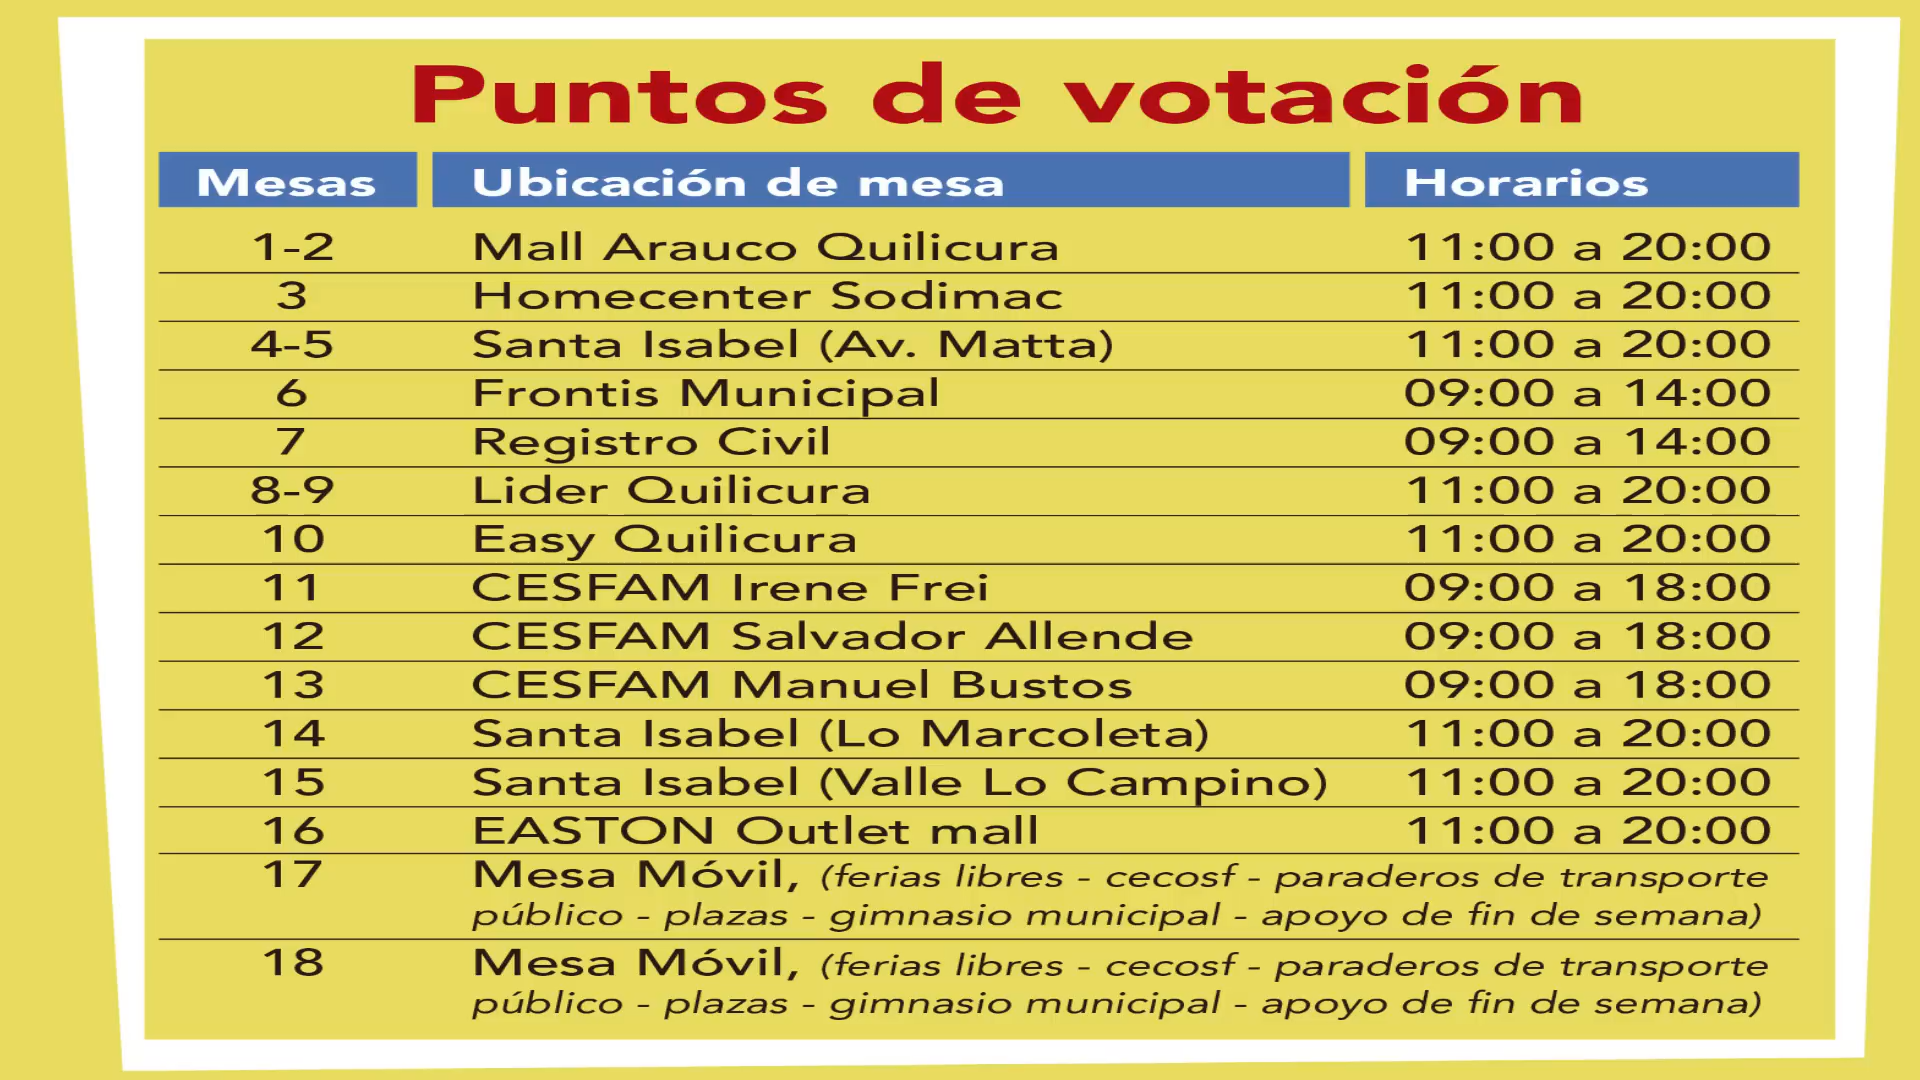 Puntos de votación
Mesas Ubicación de mesa Horarios
1-2 Mall Arauco Quilicura 11:00 a 20:00
3 Homecenter Sodimac 11:00 a 20:00
4-5 Santa Isabel (Av. Matta) 11:00 a 20:00
6 Frontis Municipal 09:00 a 14:00
7 Registro Civil 09:00 a 14:00
8-9 Lider Quilicura 11:00 a 20:00
10 Easy Quilicura 11:00 a 20:00
11 CESFAM Irene Frei 09:00 a 18:00
12 CESFAM Salvador Allende 09:00 a 18:00
13 CESFAM Manuel Bustos 09:00 a 18:00
14 Santa Isabel (Lo Marcoleta) 11:00 a 20:00
15 Santa Isabel (Valle Lo Campino) 11:00 a 20:00
16 EASTON Outlet mall 11:00 a 20:00
17 Mesa Móvil, (ferias libres - cecosf - paraderos de transporte
público - plazas - gimnasio municipal - apoyo de fin de semana)
18 Mesa Móvil, (ferias libres - cecosf - paraderos de transporte
público - plazas - gimnasio municipal - apoyo de fin de semana)